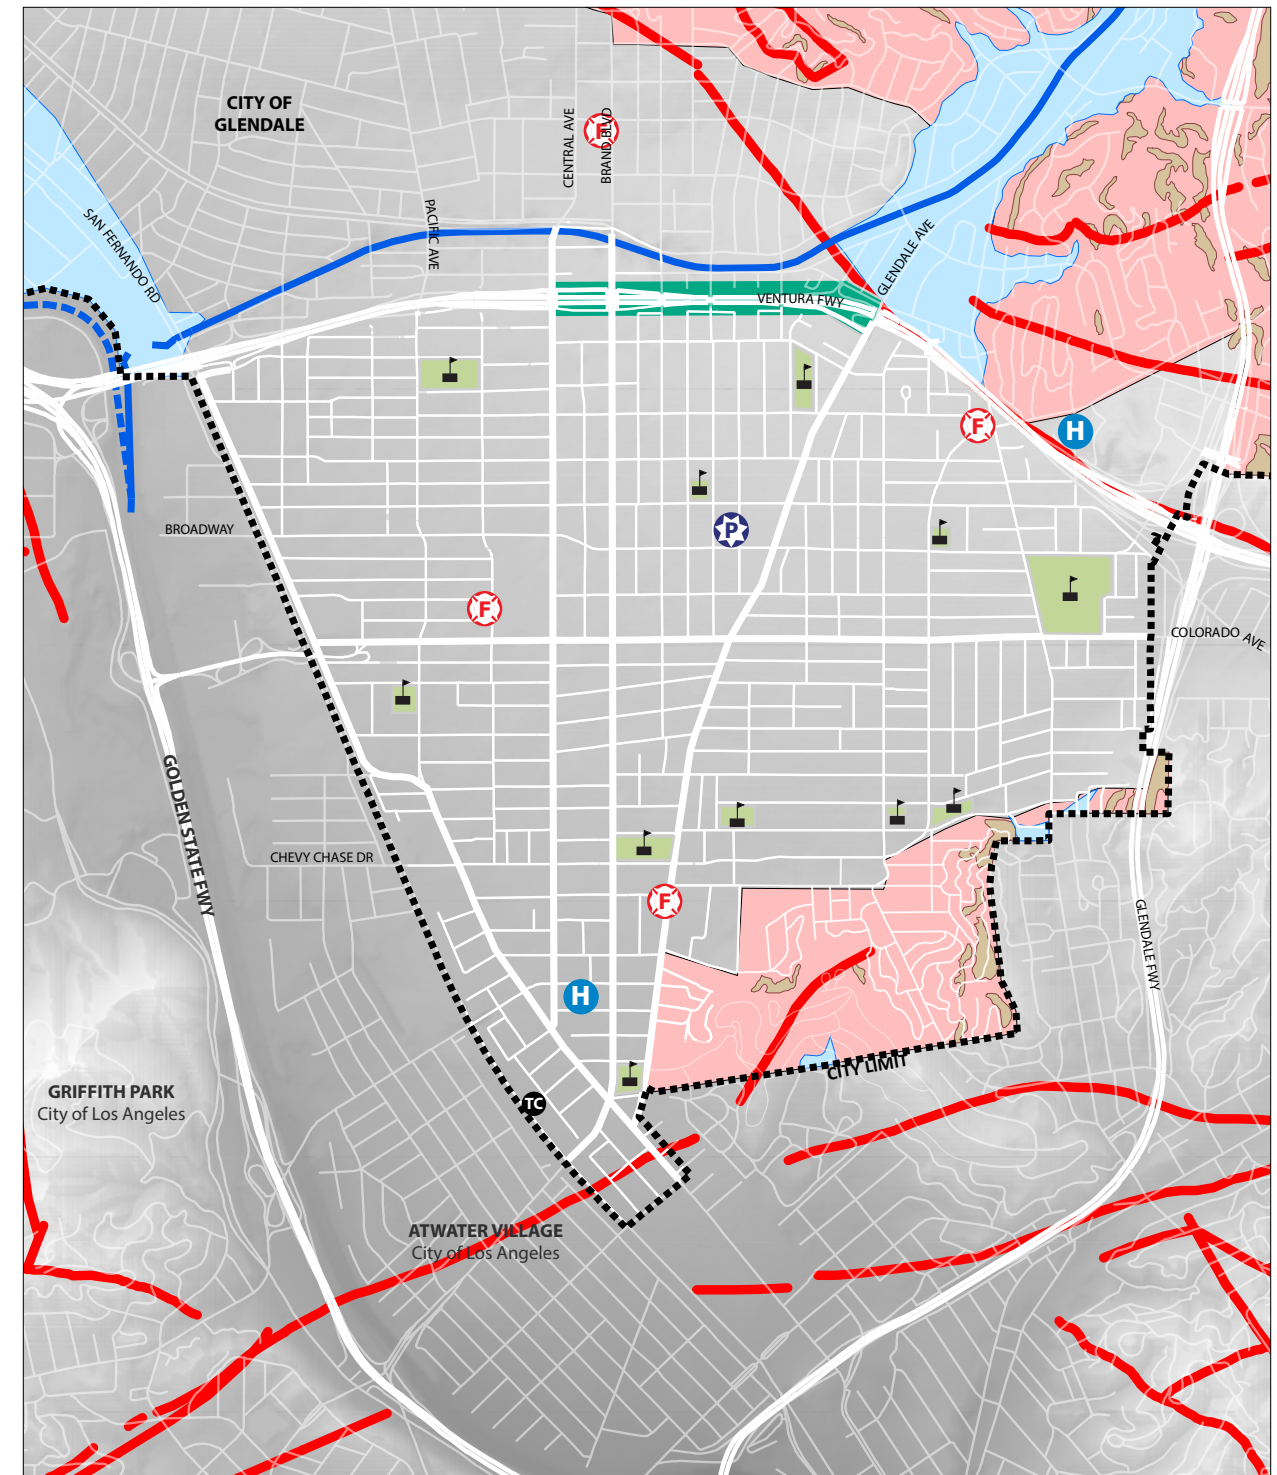 CITY OF
GLENDALE
CENTRAL AVE
BRAND BLVD
F
PACIFIC AVE
SAN FERNANDO RD
GLENDALE AVE
VENTURA FWY
F
H
BROADWAY
P
F
COLORADO AVE
GOLDEN STATE FWY
CHEVY CHASE DR
F
GLENDALE FWY
H
CITY LIMIT
GRIFFITH PARK
City of Los Angeles
TC
ATWATER VILLAGE
City of Los Angeles